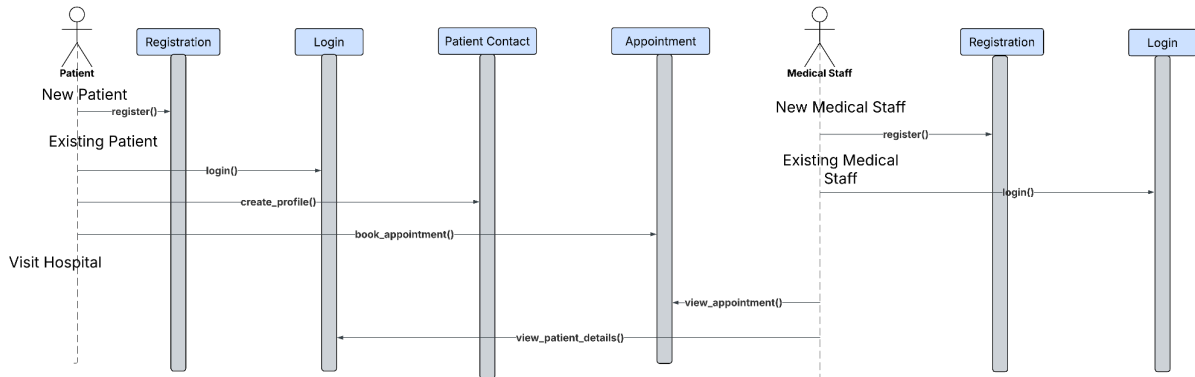 Registration
Login
Patient Contact
Appointment
Registration
Login
Patient
Medical Staff
New Patient
register()
New Medical Staff
register()
Existing Patient
Existing Medical
Staff
login()
login()
create_profile()
book_appointment()
Visit Hospital
view_appointment()
view_patient_details()